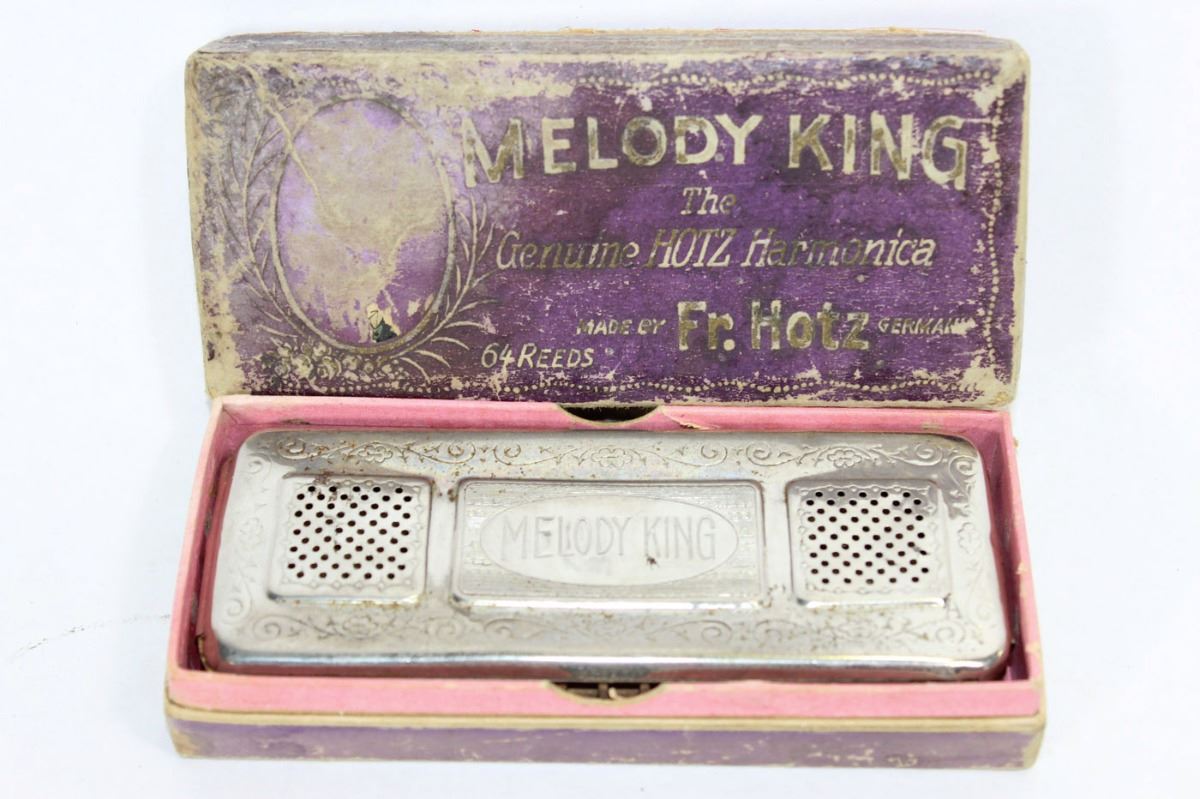 MELODY KING
The
Genuine HOTZ Harmonica
MADE BY Fr. Hotz GERMANY
64 REEDS
MELODY KING
A